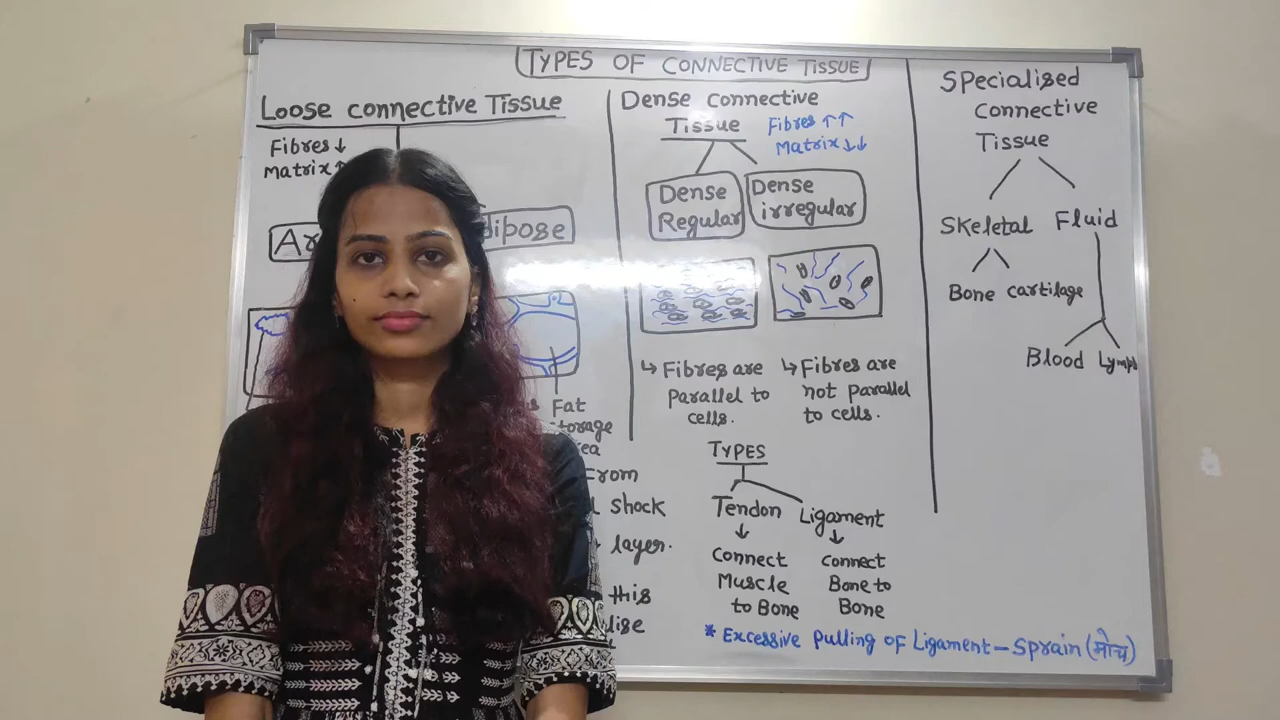 TYPES OF CONNECTIVE TISSUE
Loose connective Tissue
Fibres ↓
Matrix ↑
Fat
From
shock
layer.
this
Dense connective
Tissue
Fibres ↑↑
Matrix ↓↓
Dense
Regular
Dense
irregular
↳ Fibres are
parallel to
cells.
↳ Fibres are
not parallel
to cells.
TYPES
Tendon
↓
Connect
Muscle
to Bone
Ligament
↓
Connect
Bone to
Bone
* Excessive pulling of Ligament – Sprain (मोच)
Specialised
Connective
Tissue
Skeletal
Fluid
Bone cartilage
Blood Lymph